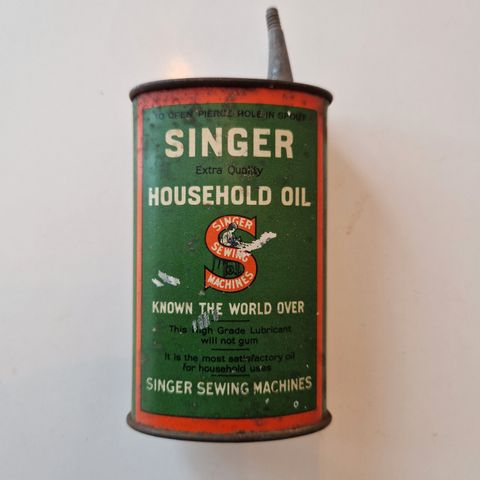 TO OPEN PIERCE HOLE IN SPOUT
SINGER
Extra Quality
HOUSEHOLD OIL
SINGER
SEWING
MACHINES
KNOWN THE WORLD OVER
This High Grade Lubricant
will not gum
It is the most satisfactory oil
for household uses
SINGER SEWING MACHINES